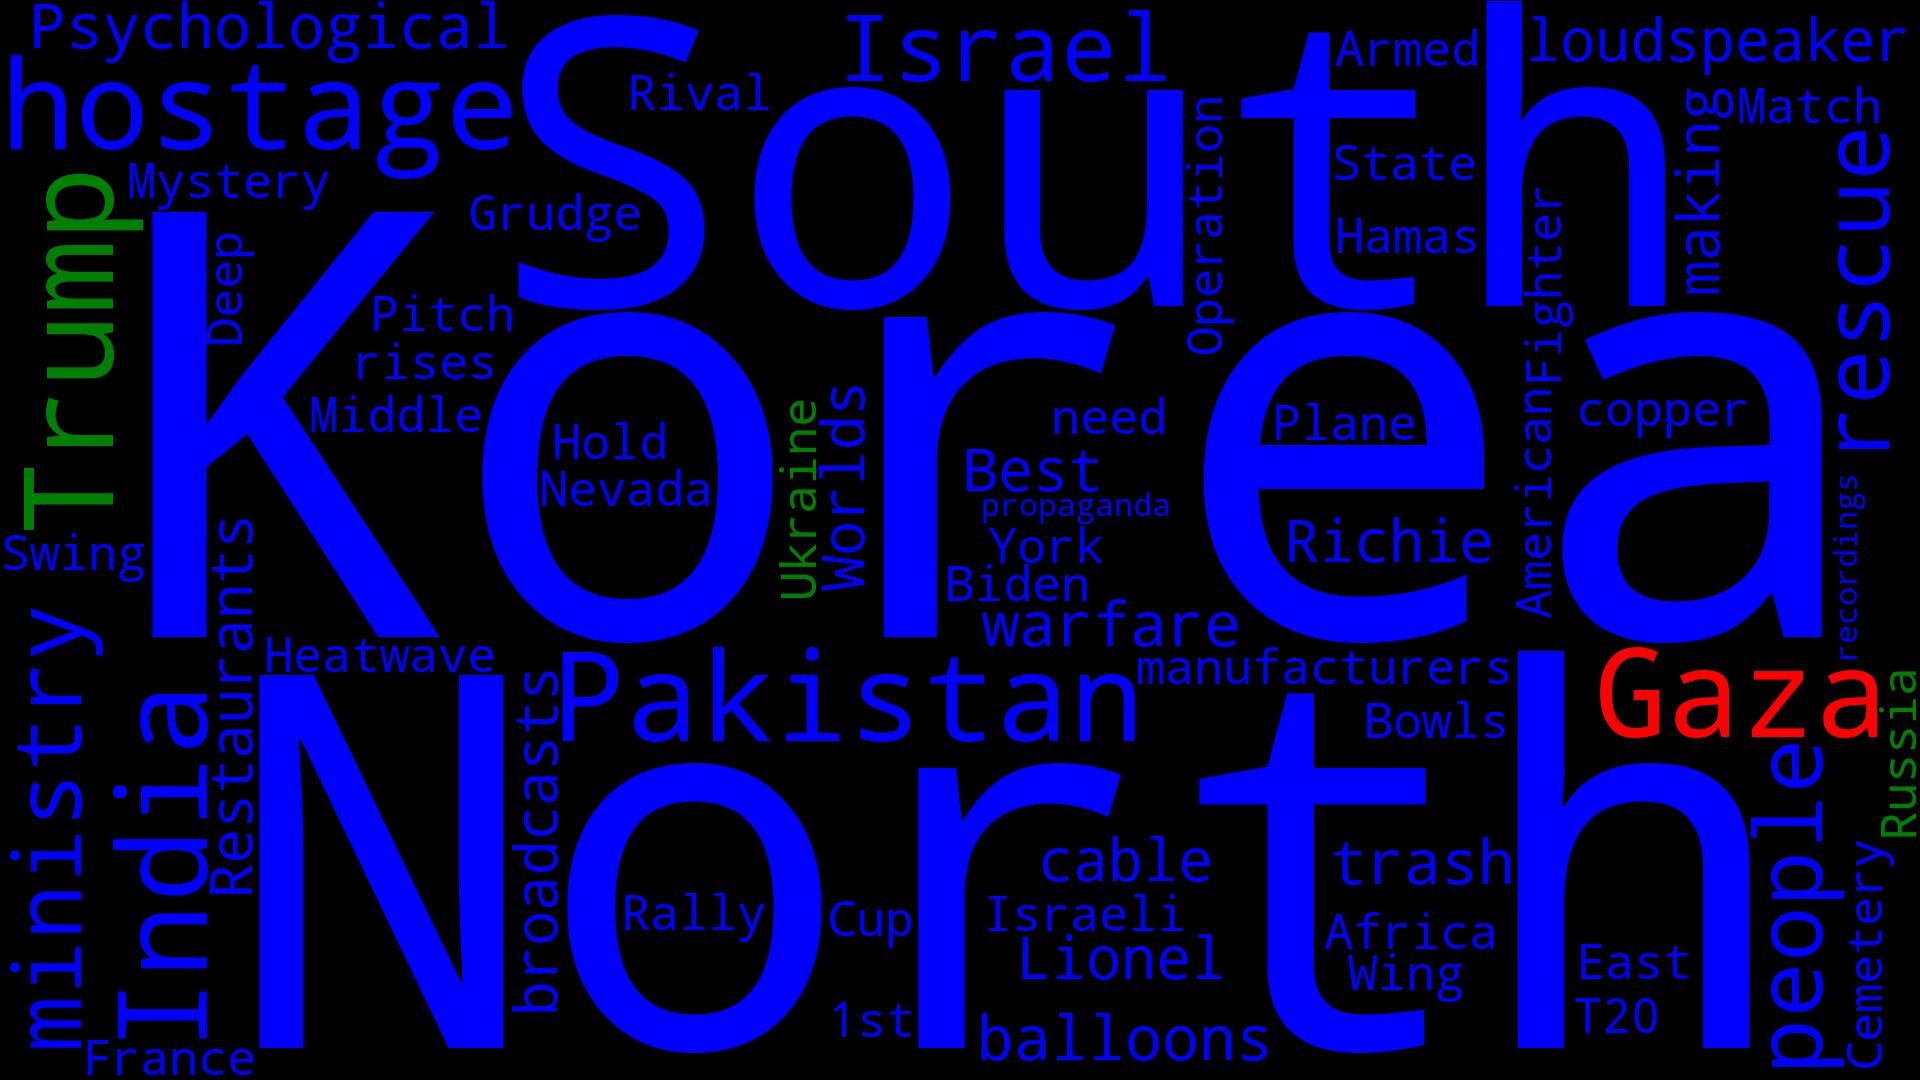 Psychological
South
Israel
Armed
loudspeaker
hostage
Rival
making
Match
Mystery
Grudge
Operation
State
rescue
Trump
Hamas
Korea
Deep
Pitch
rises
Middle
Fighter
American
Hold
Nevada
Ukraine
Worlds
need
Best
propaganda
York
Biden
warfare
Plane
Richie
copper
recordings
Swing
Restaurants
Heatwave
Pakistan
manufacturers
Gaza
ministry
India
North
broadcasts
Bowls
Russia
people
Rally
Cup
cable
trash
Israeli
Lionel
Africa
Wing
East
Cemetery
1st
balloons
T20
France